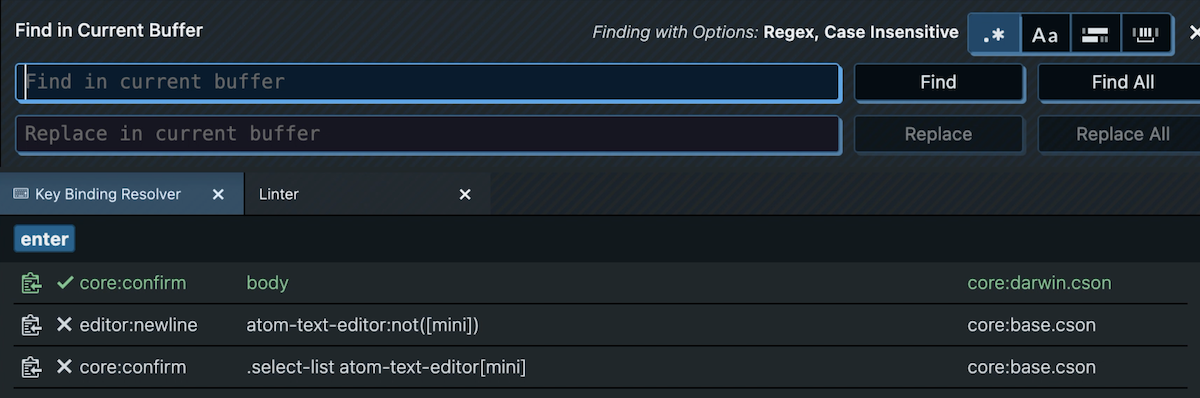 Find in Current Buffer
Finding with Options: Regex, Case Insensitive
.* Aa
Find in current buffer
Find
Find All
Replace in current buffer
Replace
Replace All
Key Binding Resolver
Linter
enter
core:confirm body core:darwin.cson
editor:newline atom-text-editor:not([mini]) core:base.cson
core:confirm .select-list atom-text-editor[mini] core:base.cson